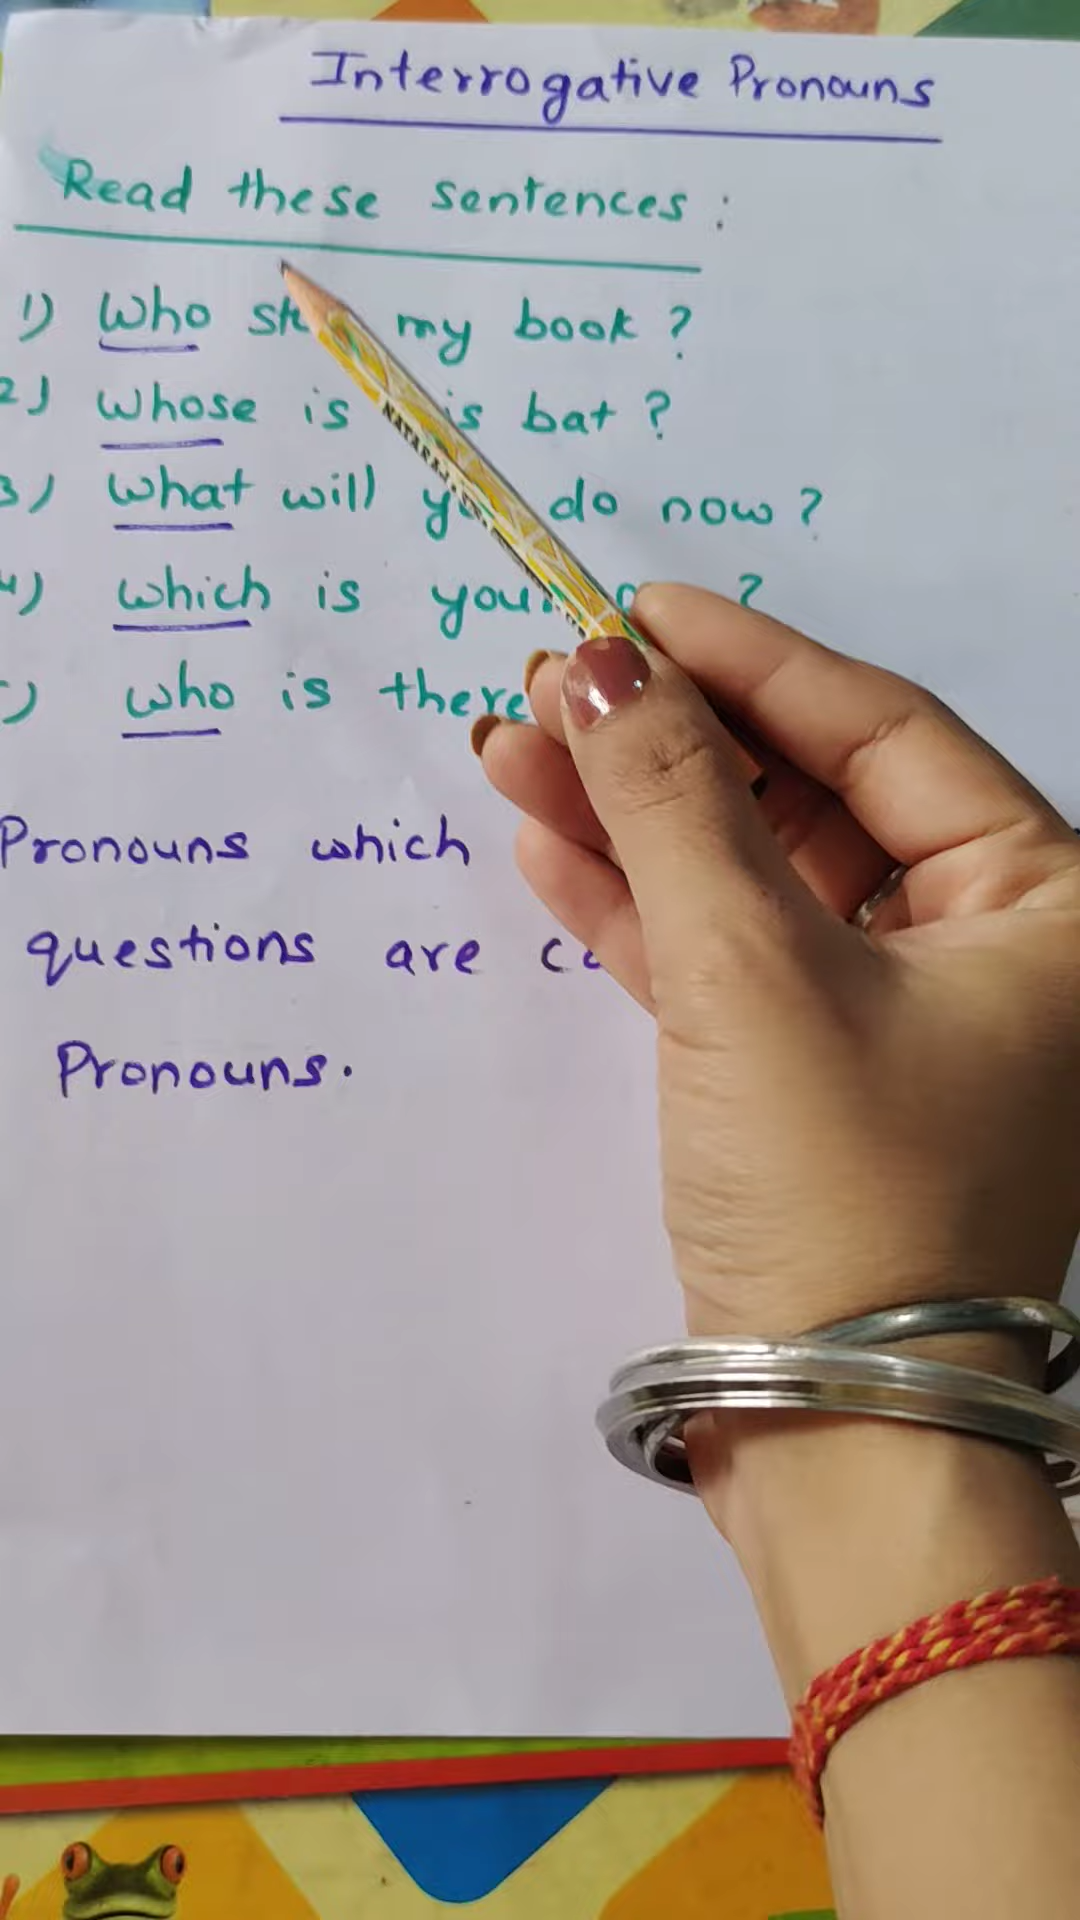 Interrogative Pronouns
Read these sentences :
1) Who my book ?
2) Whose is bat ?
3) What will do now ?
4) which is ?
who is there
Pronouns which
questions are
Pronouns.
NATARAJ